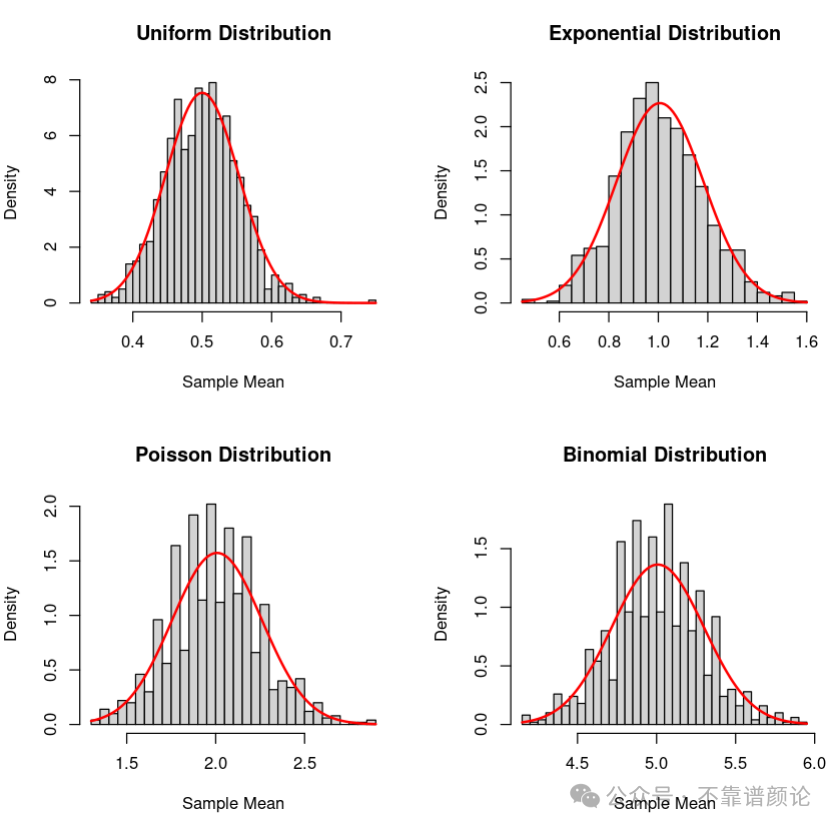 Uniform Distribution
Density
0 2 4 6 8
0.4 0.5 0.6 0.7
Sample Mean
Exponential Distribution
Density
0.0 0.5 1.0 1.5 2.0 2.5
0.6 0.8 1.0 1.2 1.4 1.6
Sample Mean
Poisson Distribution
Density
0.0 0.5 1.0 1.5 2.0
1.5 2.0 2.5
Sample Mean
Binomial Distribution
Density
0.0 0.5 1.0 1.5
4.5 5.0 5.5 6.0
Sample Mean
公众号 · 不靠谱颜论